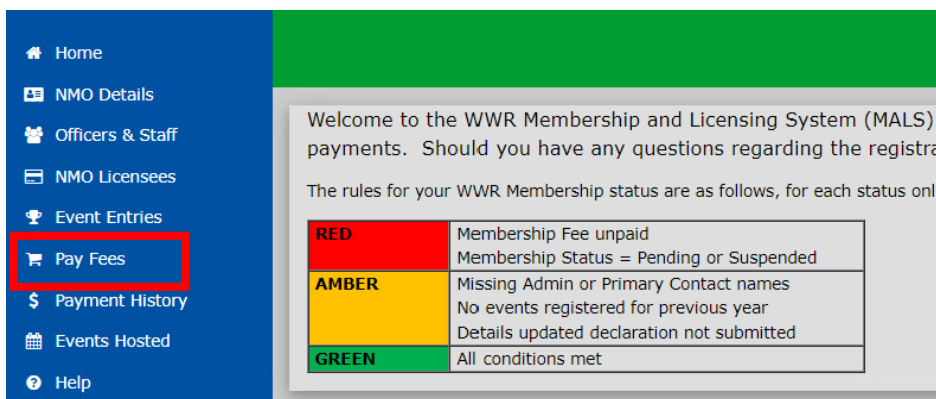 Home
NMO Details
Officers & Staff
NMO Licensees
Event Entries
Pay Fees
Payment History
Events Hosted
Help
Welcome to the WWR Membership and Licensing System (MALS)
payments. Should you have any questions regarding the
The rules for your WWR Membership status are as follows, for each status
RED
Membership Fee unpaid
Membership Status = Pending or Suspended
AMBER
Missing Admin or Primary Contact names
No events registered for previous year
Details updated declaration not submitted
GREEN
All conditions met